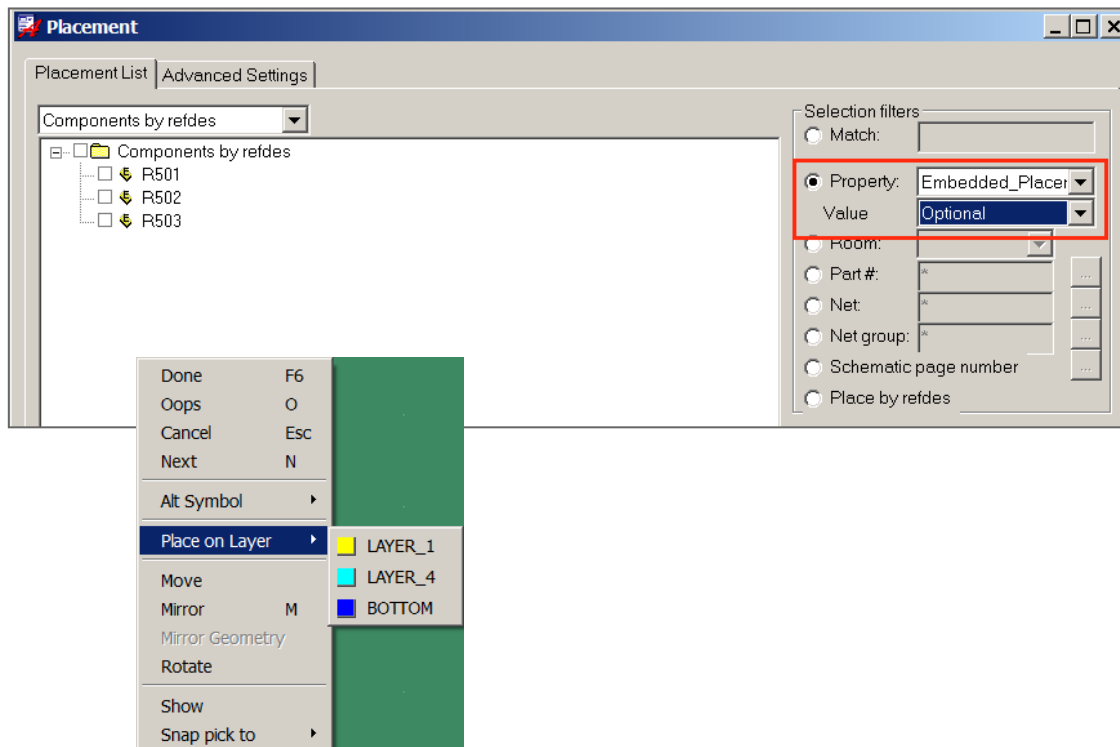 Placement
Placement List Advanced Settings
Components by refdes
Components by refdes
R501
R502
R503
Selection filters
Match:
Property: Embedded_Placer
Value Optional
Room:
Part #: *
...
Net: *
...
Net group: *
...
Schematic page number
...
Place by refdes
Done F6
Oops O
Cancel Esc
Next N
Alt Symbol
Place on Layer
LAYER_1
LAYER_4
BOTTOM
Move
Mirror M
Mirror Geometry
Rotate
Show
Snap pick to